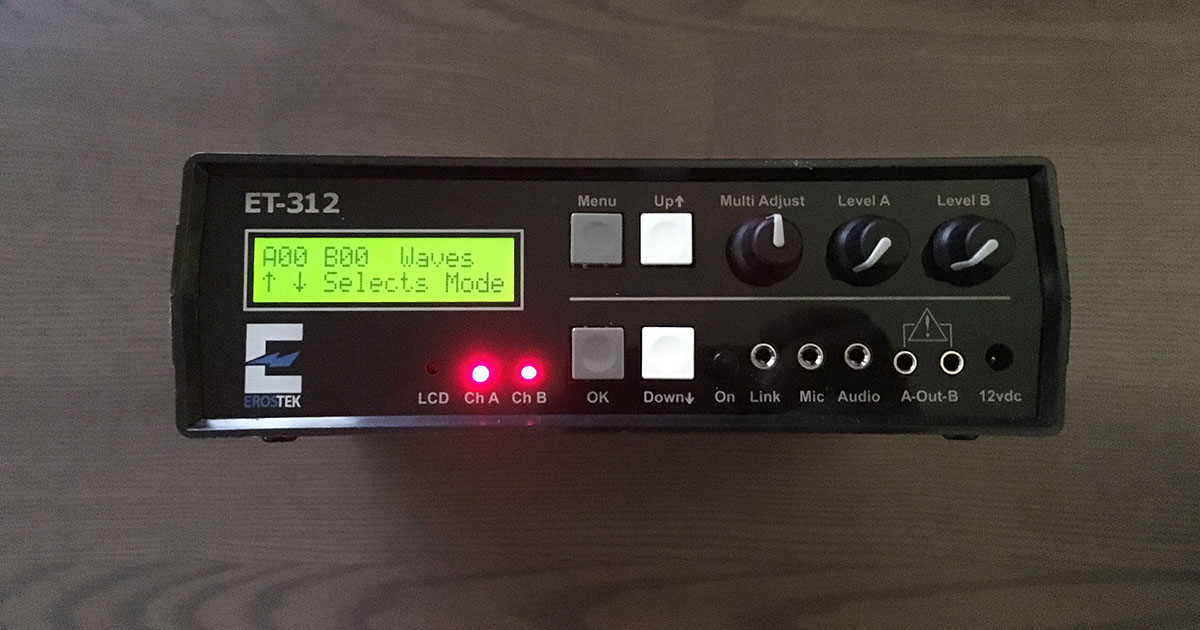 ET-312
A00 B00 Waves
↑ ↓ Selects Mode
EROSTEK
LCD Ch A Ch B
Menu Up↑
OK Down↓
Multi Adjust Level A Level B
On Link Mic Audio A-Out-B 12vdc